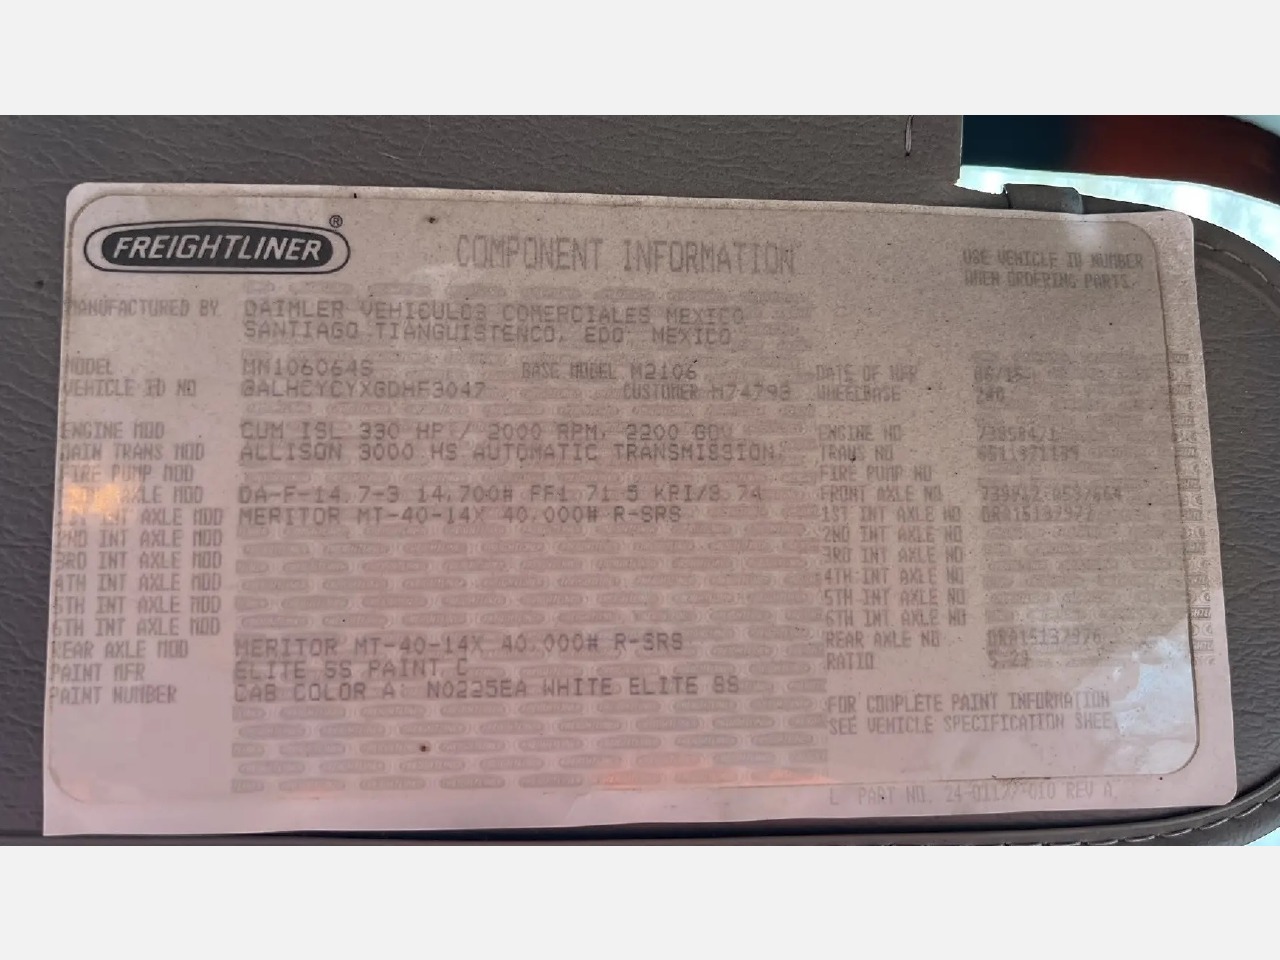 FREIGHTLINER®
COMPONENT INFORMATION
USE VEHICLE ID NUMBER
WHEN ORDERING PARTS.
MANUFACTURED BY DAIMLER VEHICULOS COMERCIALES MEXICO
SANTIAGO TIANGUISTENCO, EDO. MEXICO
MODEL MM106064S BASE MODEL M2106 DATE OF MFR
VEHICLE ID NO CUSTOMER H74793 WHEELBASE
ENGINE MOD CUM ISL 330 HP / 2000 RPM, 2200 GOV ENGINE NO
MAIN TRANS MOD ALLISON 3000 HS AUTOMATIC TRANSMISSION TRANS NO
FIRE PUMP MOD FIRE PUMP NO
AXLE MOD DA-F-14.7-3 14,700# FF1 71.5 KPI/3.74 FRONT AXLE NO
1ST INT AXLE MOD MERITOR MT-40-14X 40,000# R-SRS 1ST INT AXLE NO
2ND INT AXLE MOD 2ND INT AXLE NO
3RD INT AXLE MOD 3RD INT AXLE NO
4TH INT AXLE MOD 4TH INT AXLE NO
5TH INT AXLE MOD 5TH INT AXLE NO
6TH INT AXLE MOD 6TH INT AXLE NO
REAR AXLE MOD MERITOR MT-40-14X 40,000# R-SRS REAR AXLE NO
PAINT MFR ELITE SS PAINT, C RATIO
PAINT NUMBER CAB COLOR A: N0225EA WHITE ELITE SS
FOR COMPLETE PAINT INFORMATION
SEE VEHICLE SPECIFICATION SHEET
PART NO. REV A